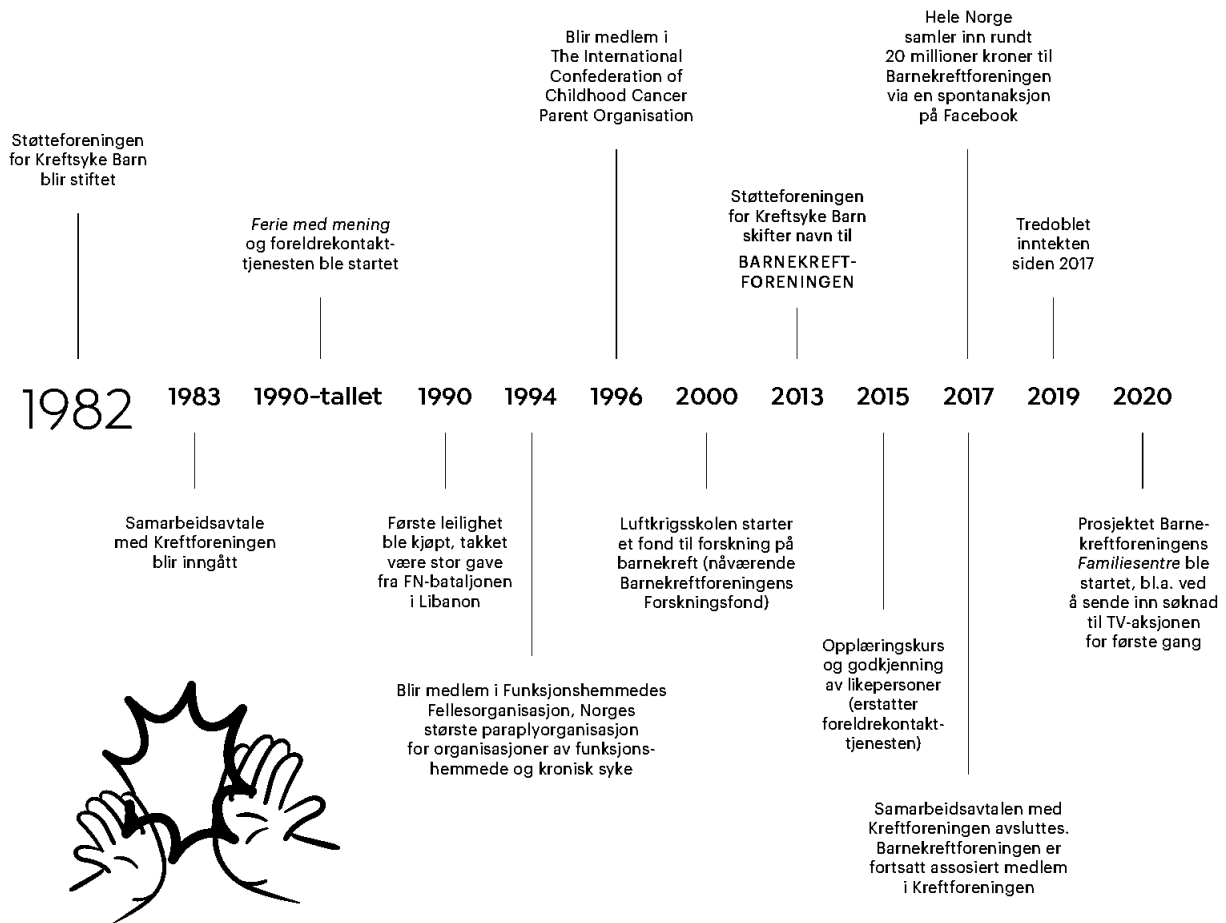 Hele Norge
samler inn rundt
20 millioner kroner til
Barnekreftforeningen
via en spontanaksjon
på Facebook
Blir medlem i
The International
Confederation of
Childhood Cancer
Parent Organisation
Støtteforeningen
for Kreftsyke Barn
blir stiftet
Ferie med mening
og foreldrekontakt-
tjenesten ble startet
Støtteforeningen
for Kreftsyke Barn
skifter navn til
BARNEKREFT-
FORENINGEN
Tredoblet
inntekten
siden 2017
1982 1983 1990-tallet 1990 1994 1996 2000 2013 2015 2017 2019 2020
Samarbeidsavtale
med Kreftforeningen
blir inngått
Første leilighet
ble kjøpt, takket
være stor gave
fra FN-bataljonen
i Libanon
Blir medlem i Funksjonshemmedes
Fellesorganisasjon, Norges
største paraplyorganisasjon
for organisasjoner av funksjons-
hemmede og kronisk syke
Luftkrigsskolen starter
et fond til forskning på
barnekreft (nåværende
Barnekreftforeningens
Forskningsfond)
Opplæringskurs
og godkjenning
av likepersoner
(erstatter
foreldrekontakt-
tjenesten)
Samarbeidsavtalen med
Kreftforeningen avsluttes.
Barnekreftforeningen er
fortsatt assosiert medlem
i Kreftforeningen
Prosjektet Barne-
kreftforeningens
Familiesentre ble
startet, bl.a. ved
å sende inn søknad
til TV-aksjonen
for første gang